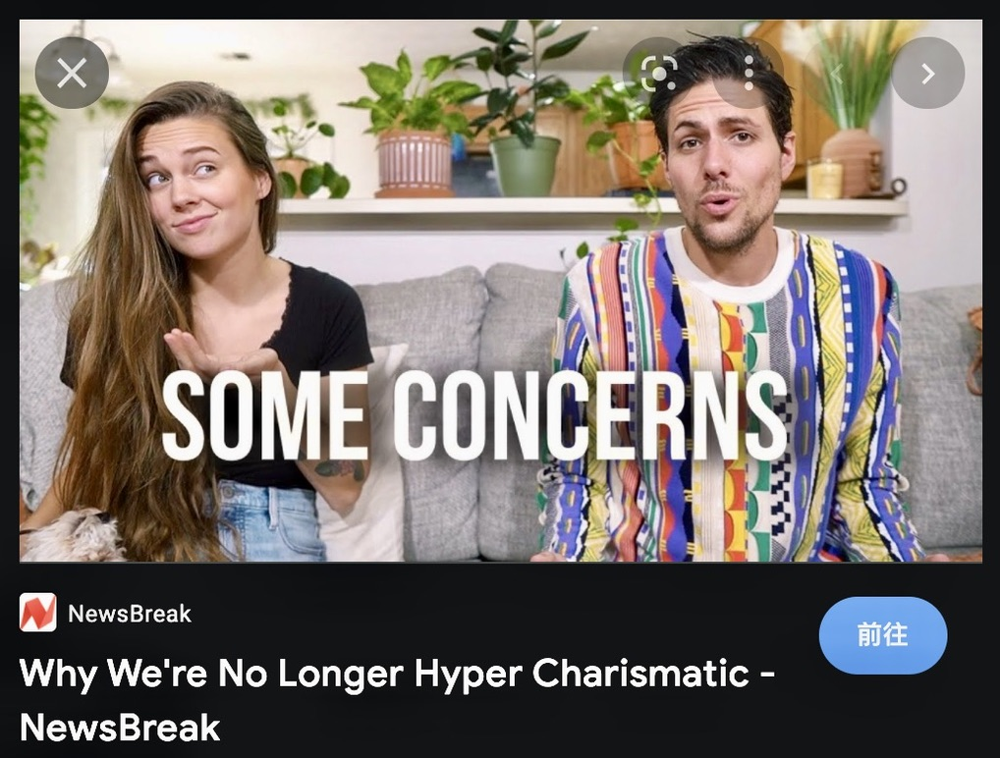 SOME CONCERNS
NewsBreak
前往
Why We're No Longer Hyper Charismatic -
NewsBreak